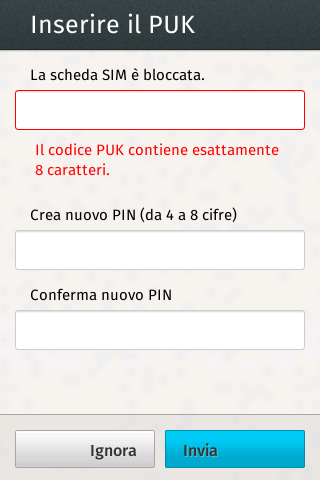 Inserire il PUK
La scheda SIM è bloccata.
Il codice PUK contiene esattamente
8 caratteri.
Crea nuovo PIN (da 4 a 8 cifre)
Conferma nuovo PIN
Ignora
Invia